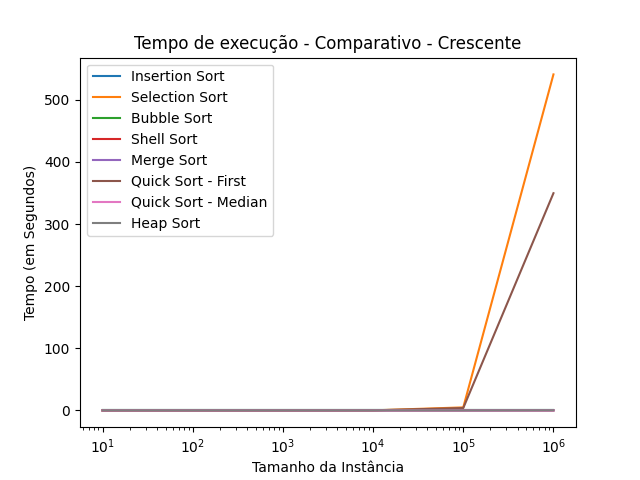 Tempo de execução - Comparativo - Crescente
Insertion Sort
Selection Sort
Bubble Sort
Shell Sort
Merge Sort
Quick Sort - First
Quick Sort - Median
Heap Sort
Tempo (em Segundos)
500
400
300
200
100
0
10¹ 10² 10³ 10⁴ 10⁵ 10⁶
Tamanho da Instância